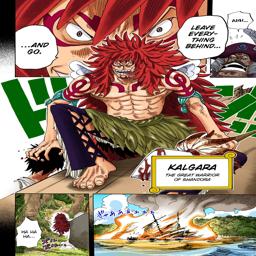 LEAVE
EVERY-
THING
BEHIND...
...AND
GO.
KALGARA
THE GREAT WARRIOR
OF SHANDORA
HA HA
HA...